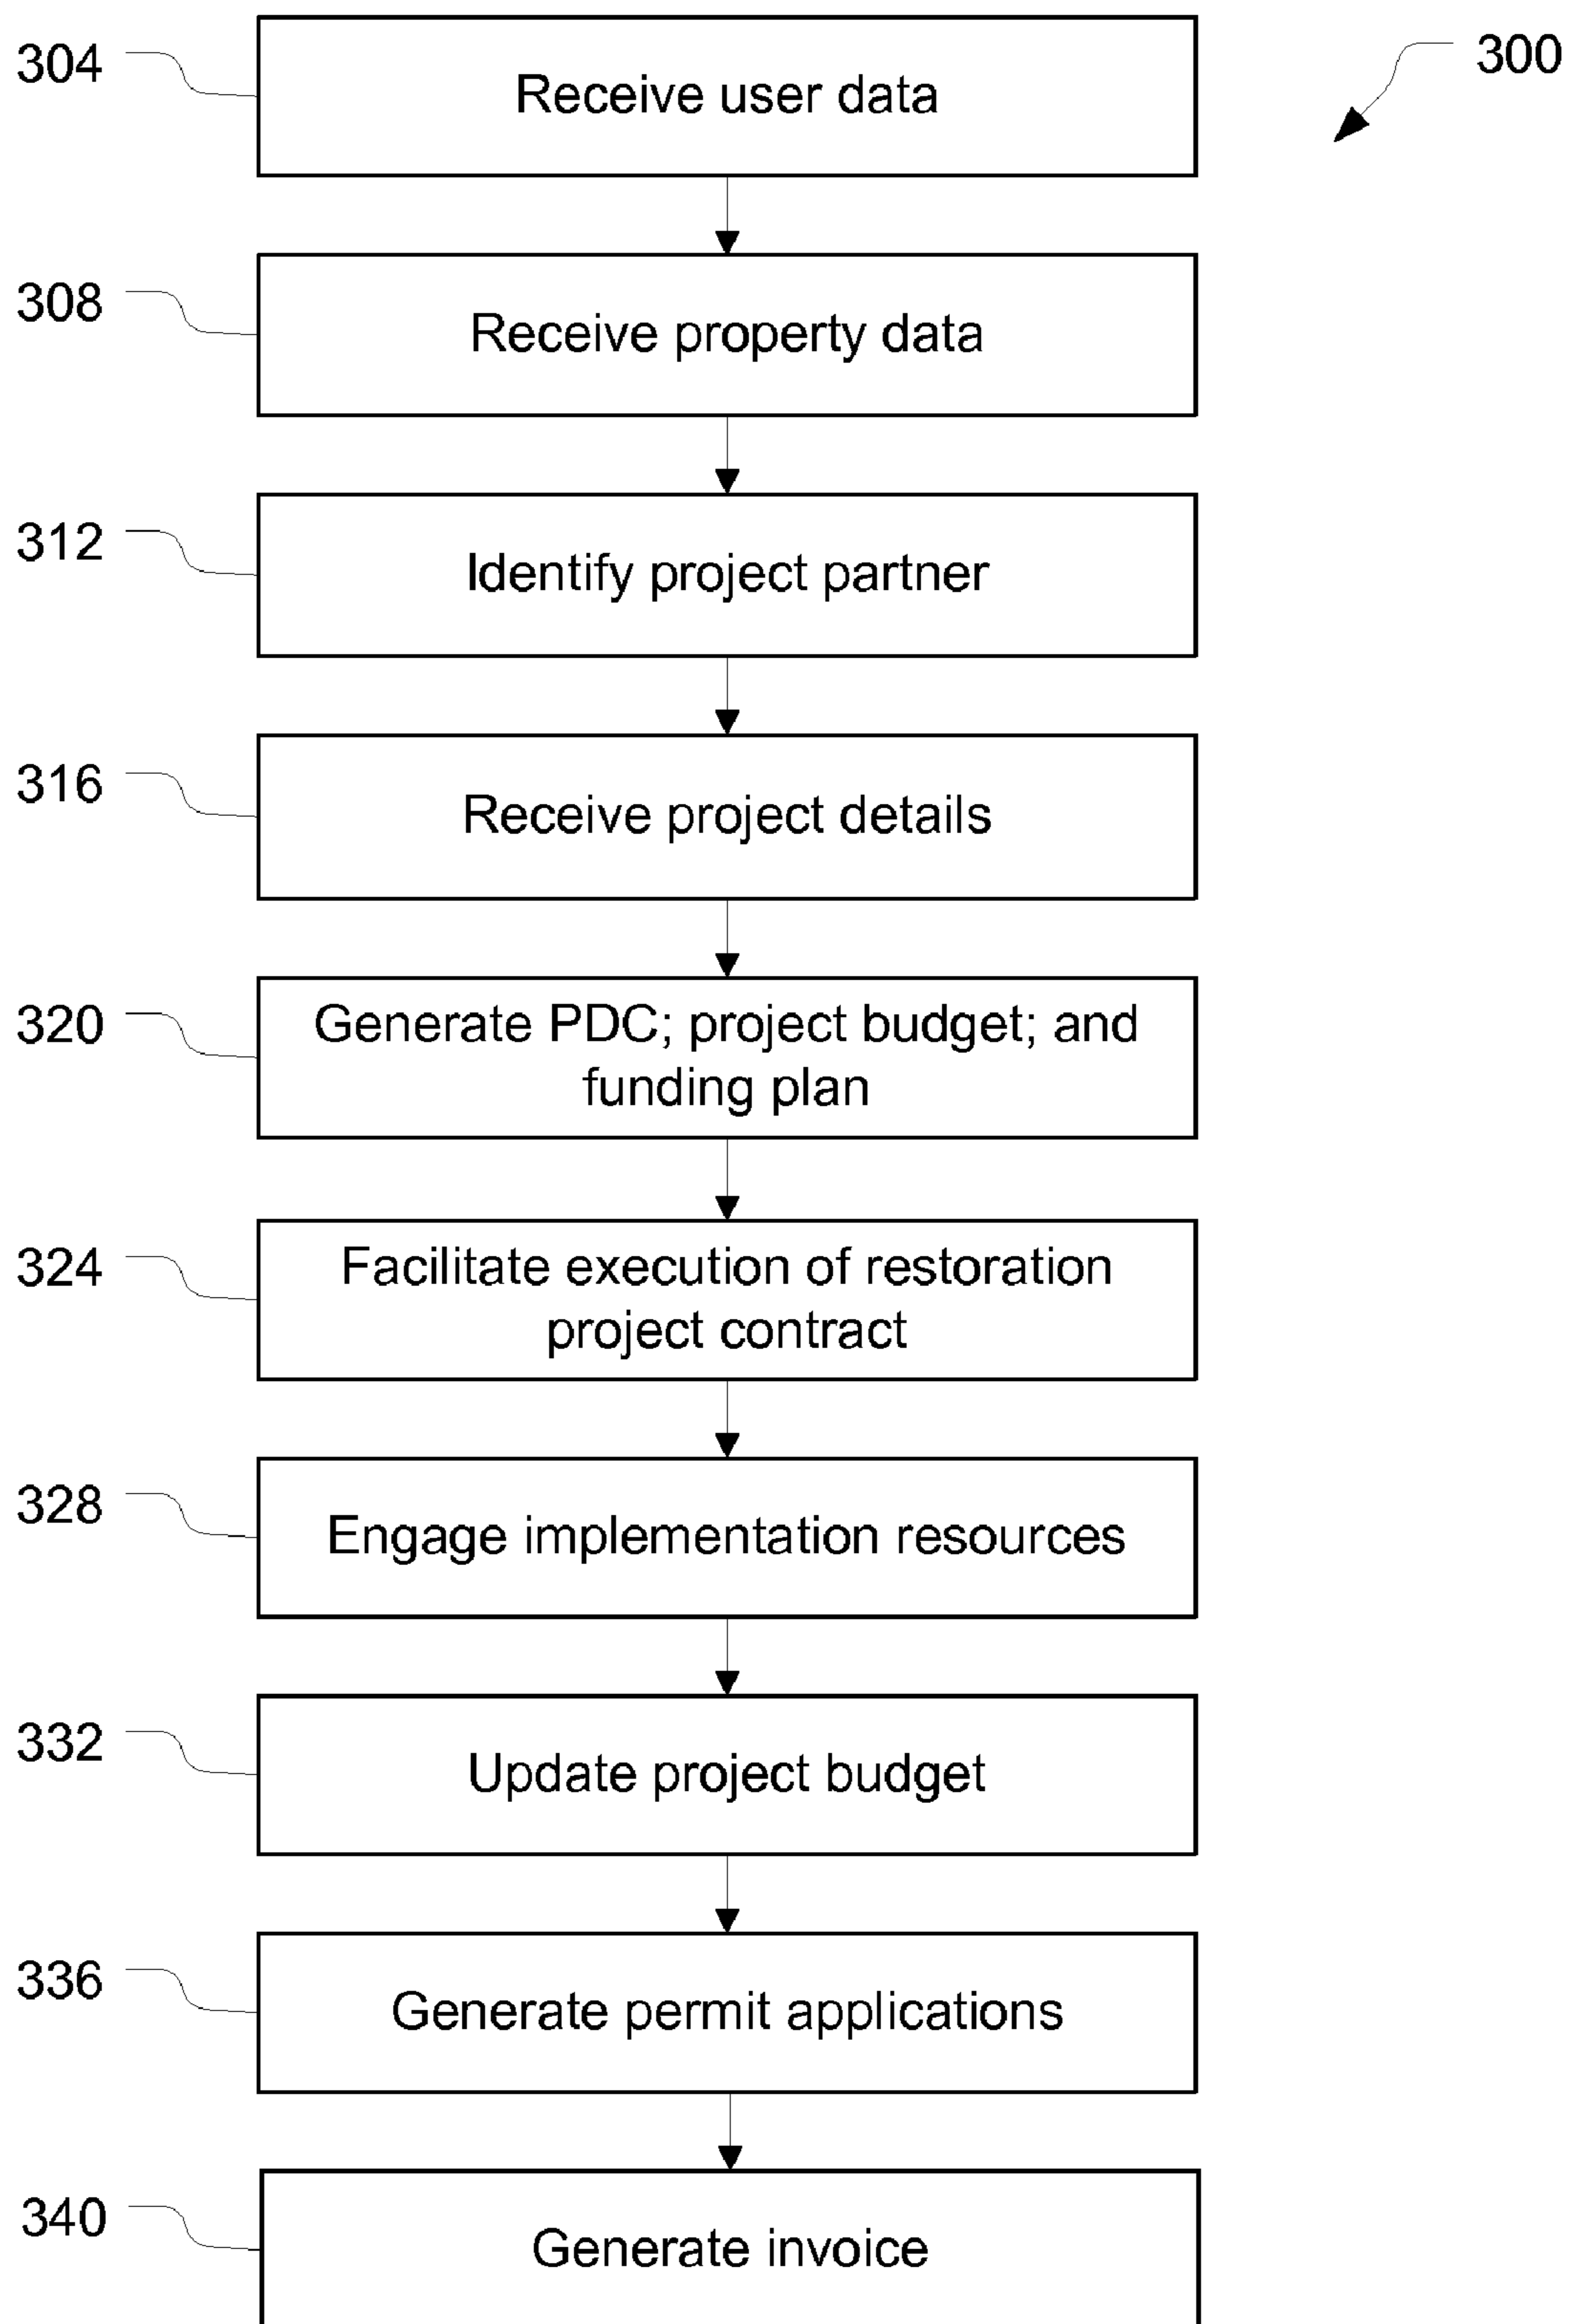 304
Receive user data
300
308
Receive property data
312
Identify project partner
316
Receive project details
320
Generate PDC; project budget; and
funding plan
324
Facilitate execution of restoration
project contract
328
Engage implementation resources
332
Update project budget
336
Generate permit applications
340
Generate invoice